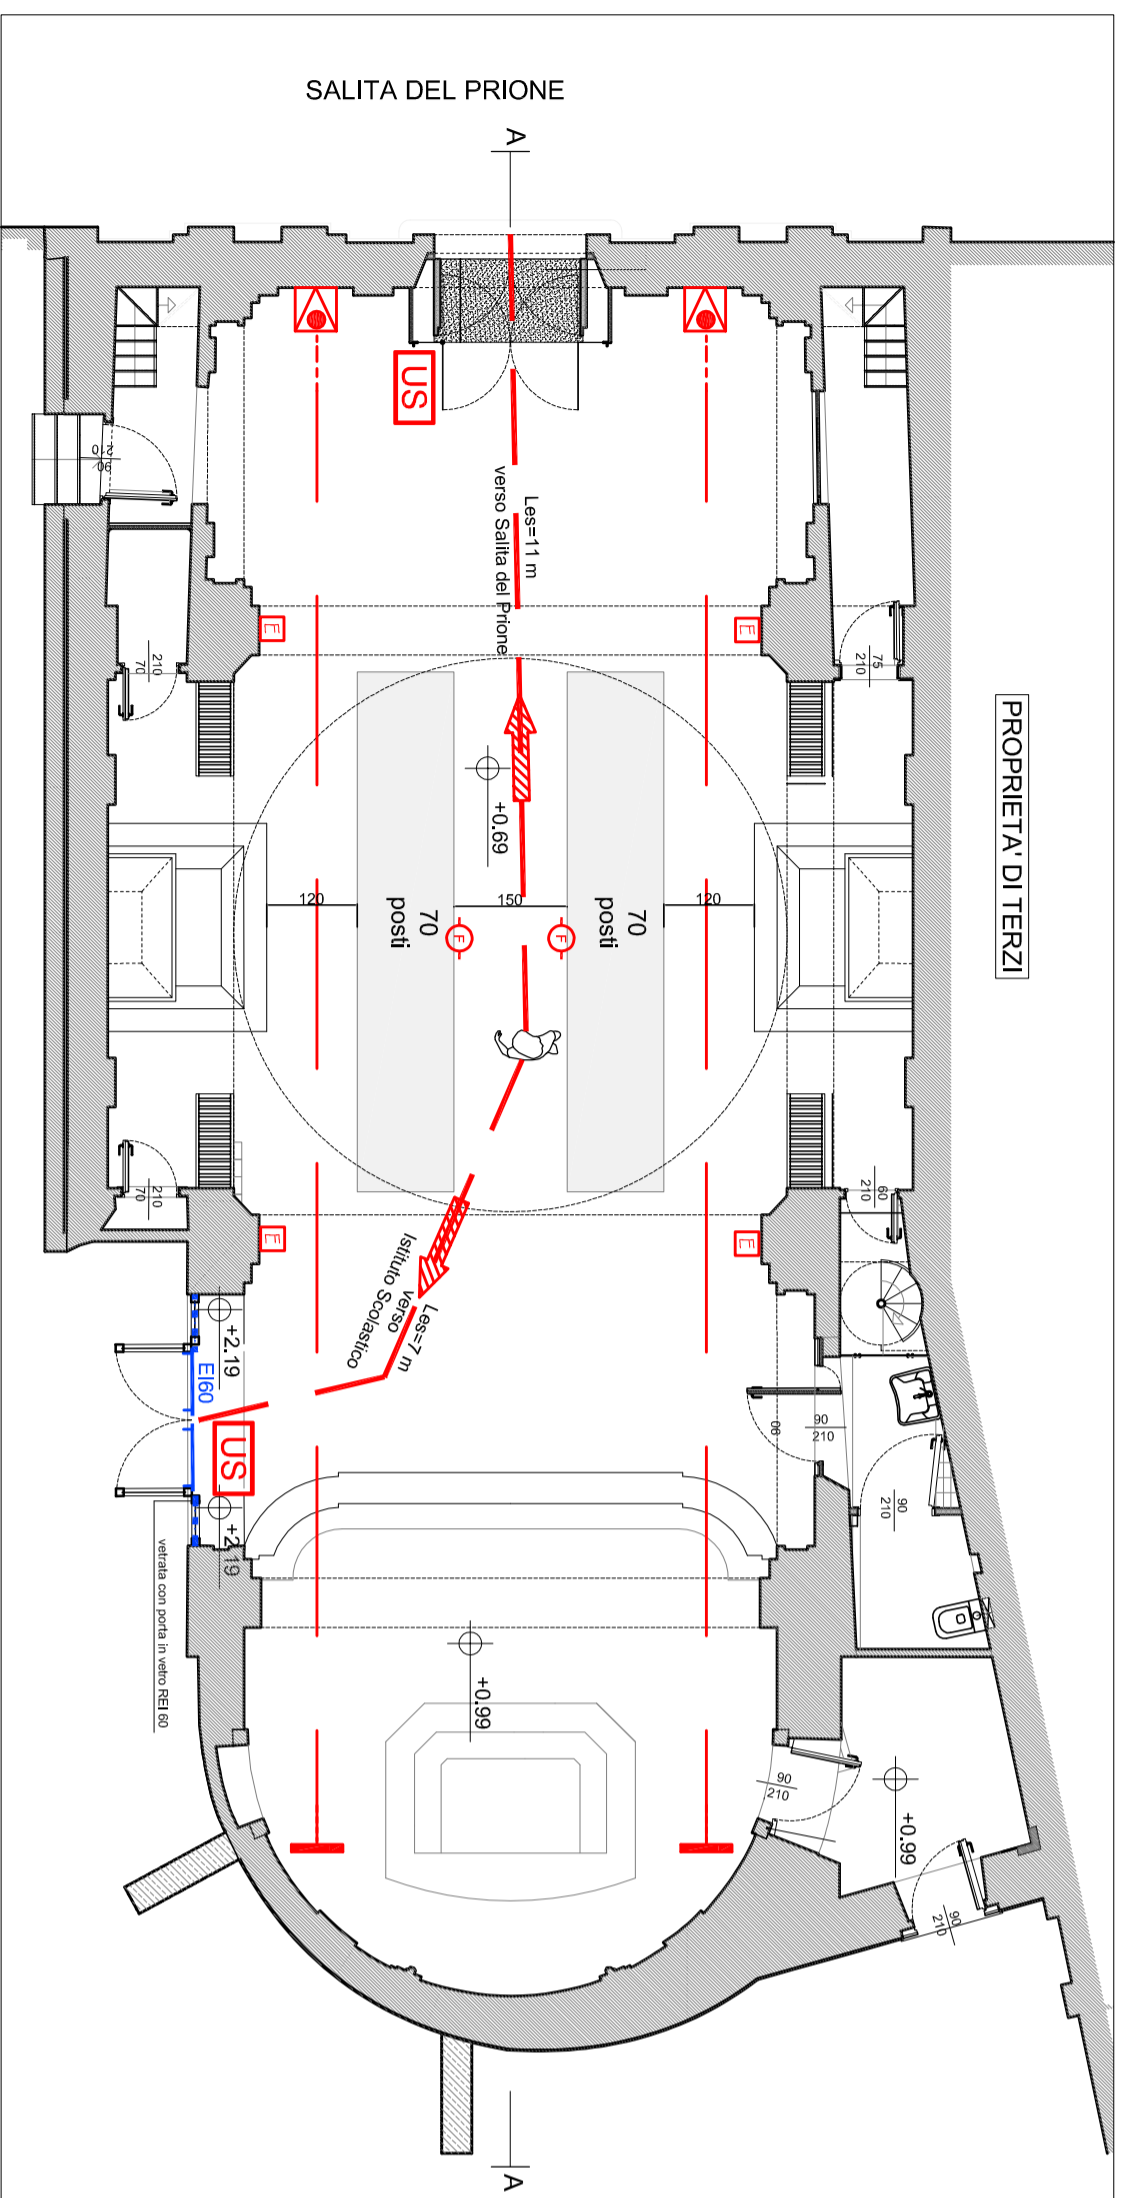 SALITA DEL PRIONE
A
US
90
210
Les=11 m
verso Salita del Prione
E
E
210
70
75
210
PROPRIETA' DI TERZI
+0.69
120
150
120
70
posti
70
posti
F
F
210
70
60
210
E
E
Les=7 m
verso
Istituto Scolastico
+2.19
EI60
US
+2.19
90
90
210
90
210
vetrata con porta in vetro REI 60
+0.99
90
210
+0.99
90
210
A